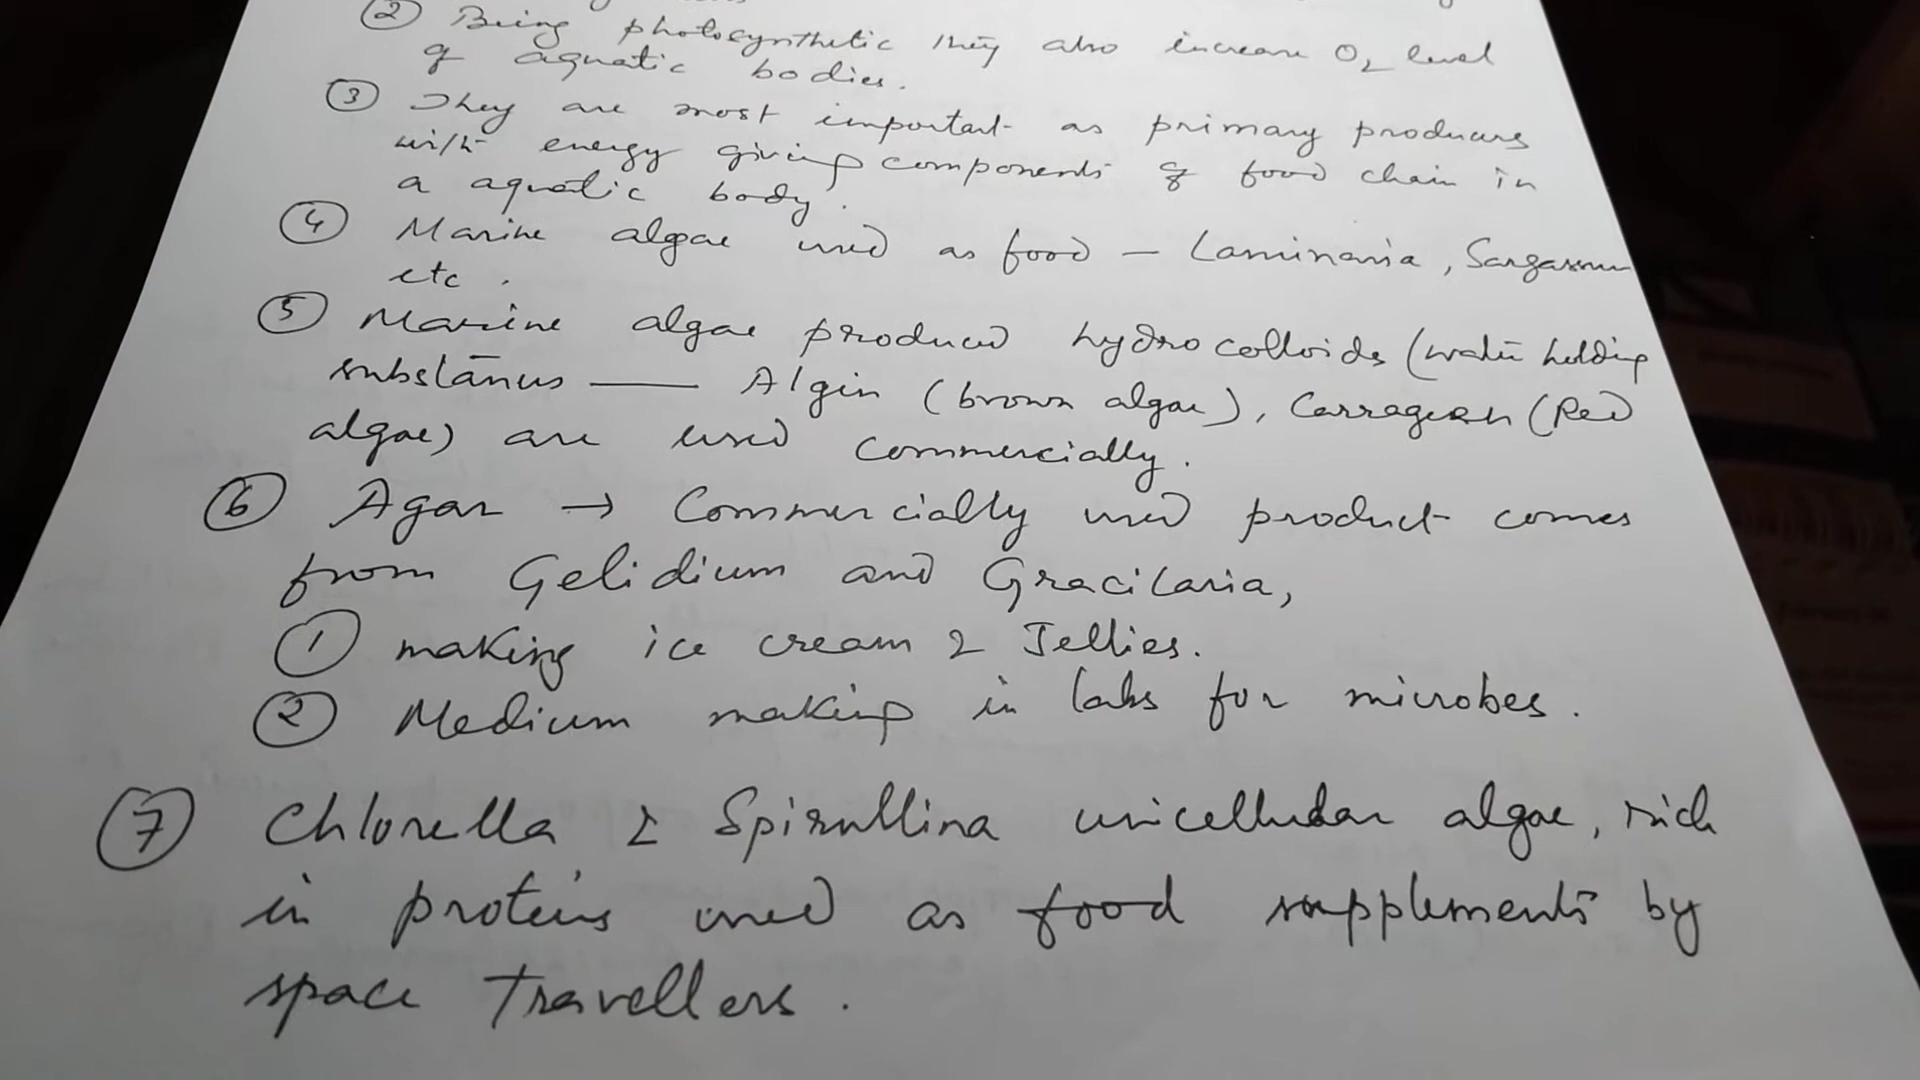 ② Being photosynthetic they also increase O₂ level
of aquatic bodies.
③ They are most important as primary producers
with energy giving components of food chain in
a aquatic body.
④ Marine algae used as food — Laminaria, Sargassum
etc.
⑤ Marine algae produced hydrocolloids (water holding
substances —— Algin (brown algae), Carragean (Red
algae) are used commercially.
⑥ Agar → Commercially used product comes
from Gelidium and Gracilaria,
① making ice cream & Jellies.
② Medium making in labs for microbes.
⑦ Chlorella & Spirullina unicellular algae, rich
in proteins used as food supplements by
space travellers.